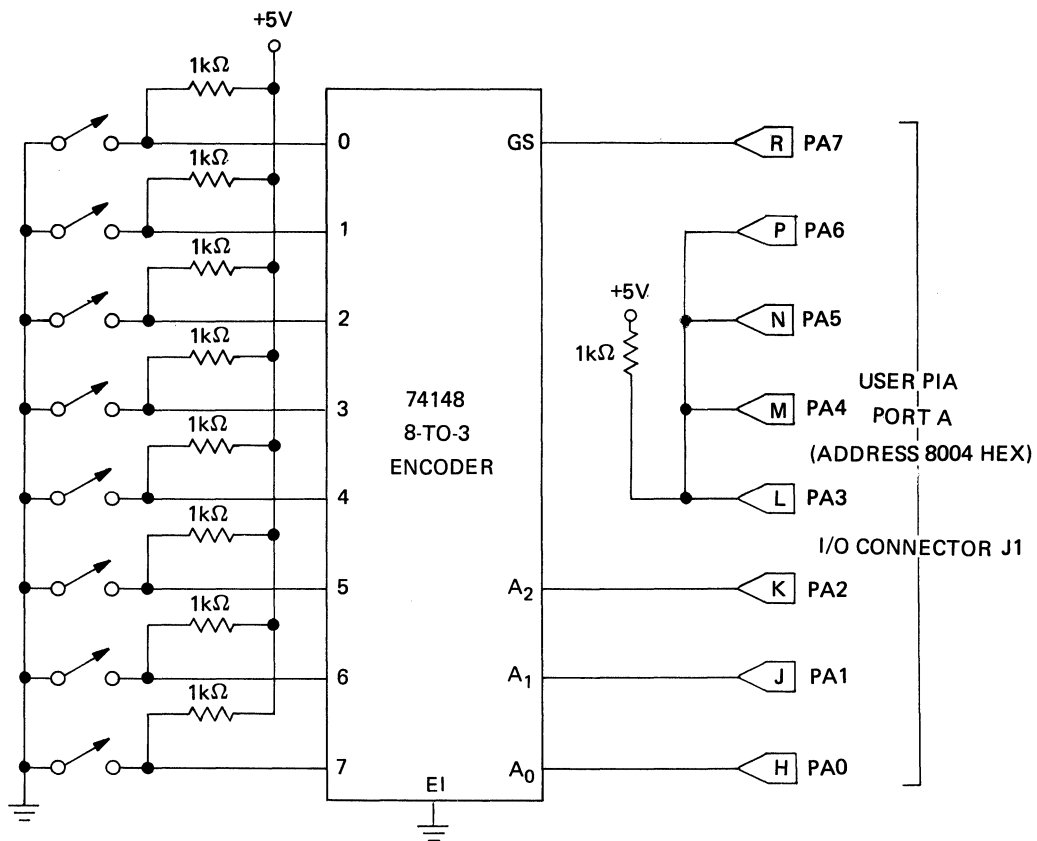 +5V
1kΩ
0
GS
R PA7
1kΩ
1
P PA6
1kΩ
2
+5V
N PA5
1kΩ
1kΩ
3
74148
8-TO-3
ENCODER
M PA4
USER PIA
PORT A
(ADDRESS 8004 HEX)
1kΩ
4
L PA3
1kΩ
I/O CONNECTOR J1
5
A2
K PA2
1kΩ
6
A1
J PA1
1kΩ
7
EI
A0
H PA0